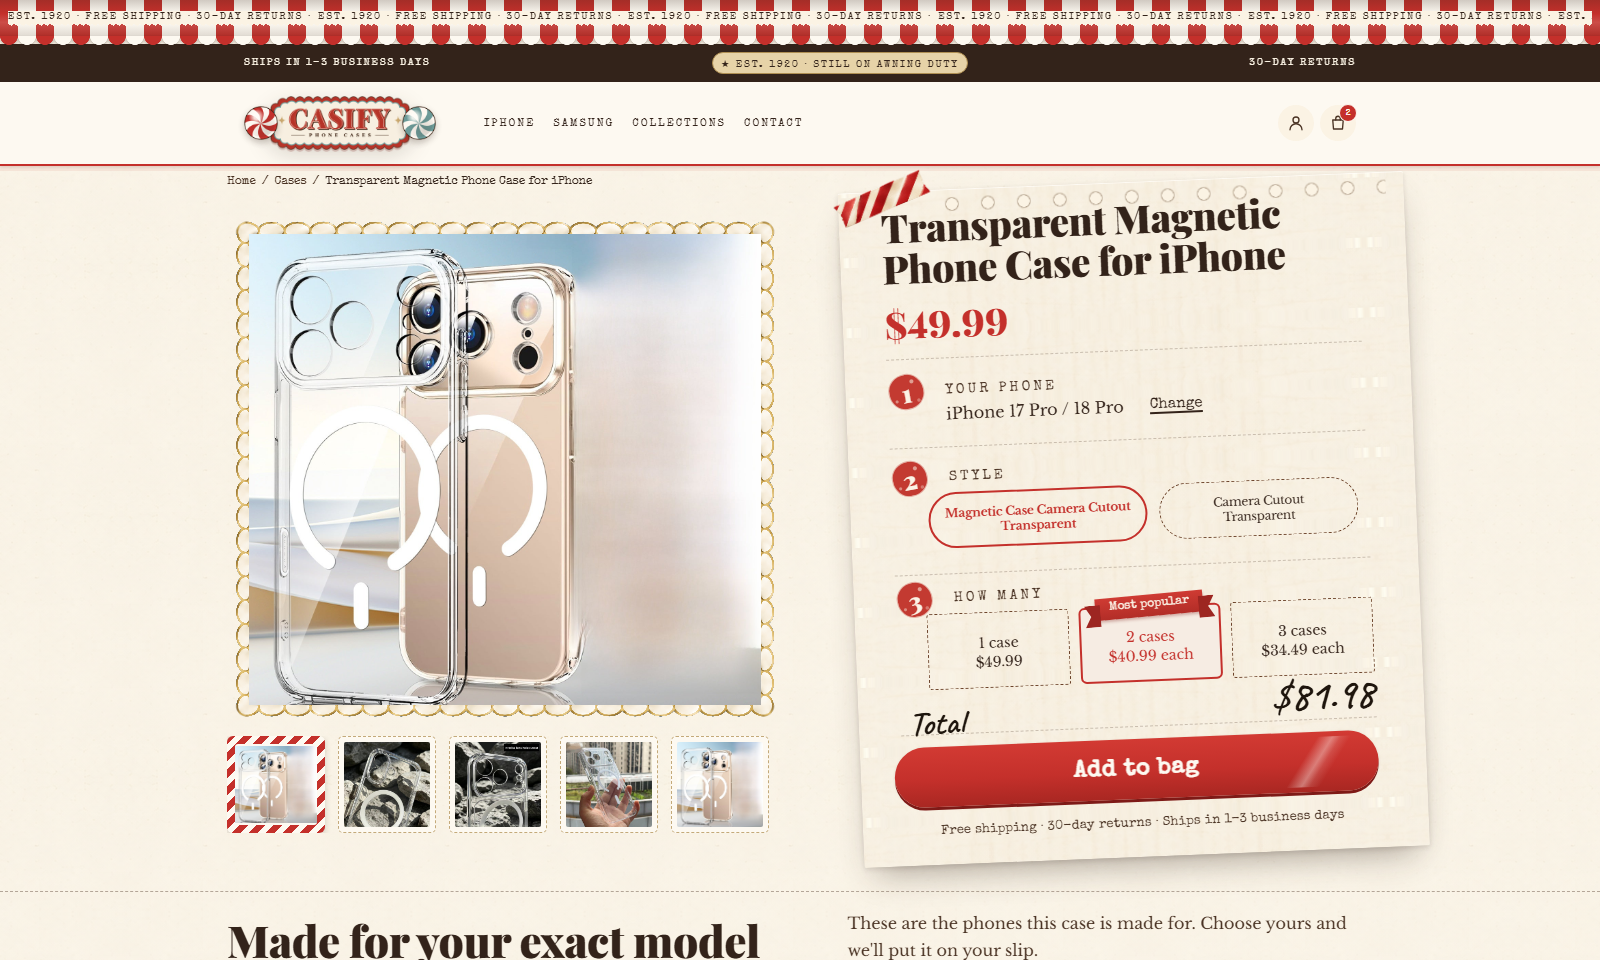 EST. 1920 · FREE SHIPPING · 30-DAY RETURNS · EST. 1920 · FREE SHIPPING · 30-DAY RETURNS · EST. 1920 · FREE SHIPPING · 30-DAY RETURNS · EST. 1920 · FREE SHIPPING · 30-DAY RETURNS · EST. 1920 · FREE SHIPPING · 30-DAY RETURNS · EST.
SHIPS IN 1–3 BUSINESS DAYS
★ EST. 1920 · STILL ON AWNING DUTY
30-DAY RETURNS
CASIFY
PHONE CASES
IPHONE SAMSUNG COLLECTIONS CONTACT
2
Home / Cases / Transparent Magnetic Phone Case for iPhone
Transparent Magnetic
Phone Case for iPhone
$49.99
1 YOUR PHONE
iPhone 17 Pro / 18 Pro Change
2 STYLE
Magnetic Case Camera Cutout
Transparent
Camera Cutout
Transparent
3 HOW MANY
1 case
$49.99
Most popular
2 cases
$40.99 each
3 cases
$34.49 each
Total $81.98
Add to bag
Free shipping · 30-day returns · Ships in 1–3 business days
Made for your exact model
These are the phones this case is made for. Choose yours and
we'll put it on your slip.